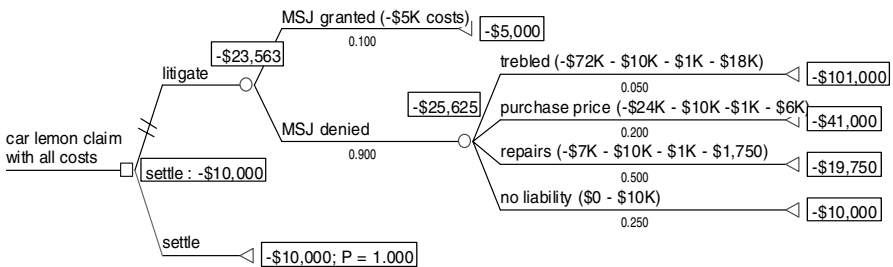 MSJ granted (-$5K costs)
-$5,000
0.100
-$23,563
litigate
trebled (-$72K - $10K - $1K - $18K)
-$101,000
0.050
-$25,625
purchase price (-$24K - $10K -$1K - $6K)
-$41,000
0.200
MSJ denied
0.900
car lemon claim
with all costs
settle : -$10,000
repairs (-$7K - $10K - $1K - $1,750)
-$19,750
0.500
no liability ($0 - $10K)
-$10,000
0.250
settle
-$10,000; P = 1.000